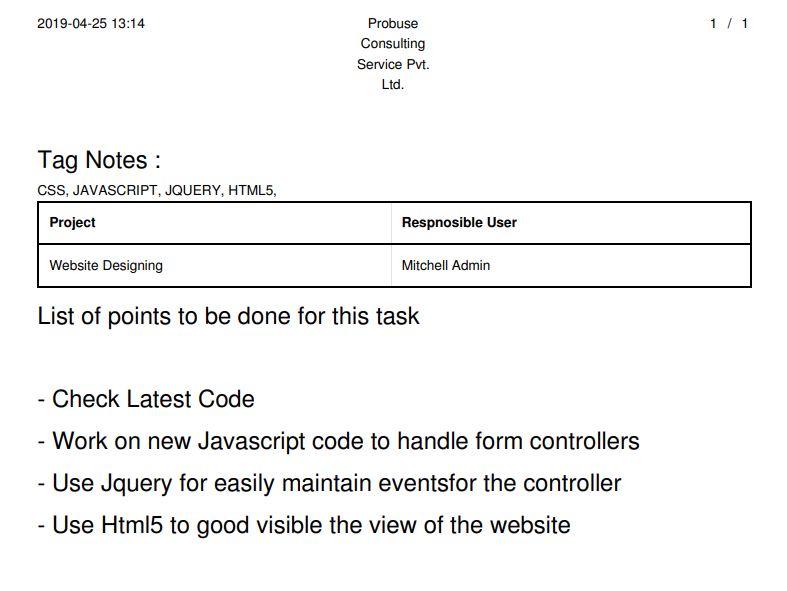 2019-04-25 13:14
Probuse
Consulting
Service Pvt.
Ltd.
1 / 1
Tag Notes :
CSS, JAVASCRIPT, JQUERY, HTML5,
Project Respnosible User
Website Designing Mitchell Admin
List of points to be done for this task
- Check Latest Code
- Work on new Javascript code to handle form controllers
- Use Jquery for easily maintain eventsfor the controller
- Use Html5 to good visible the view of the website